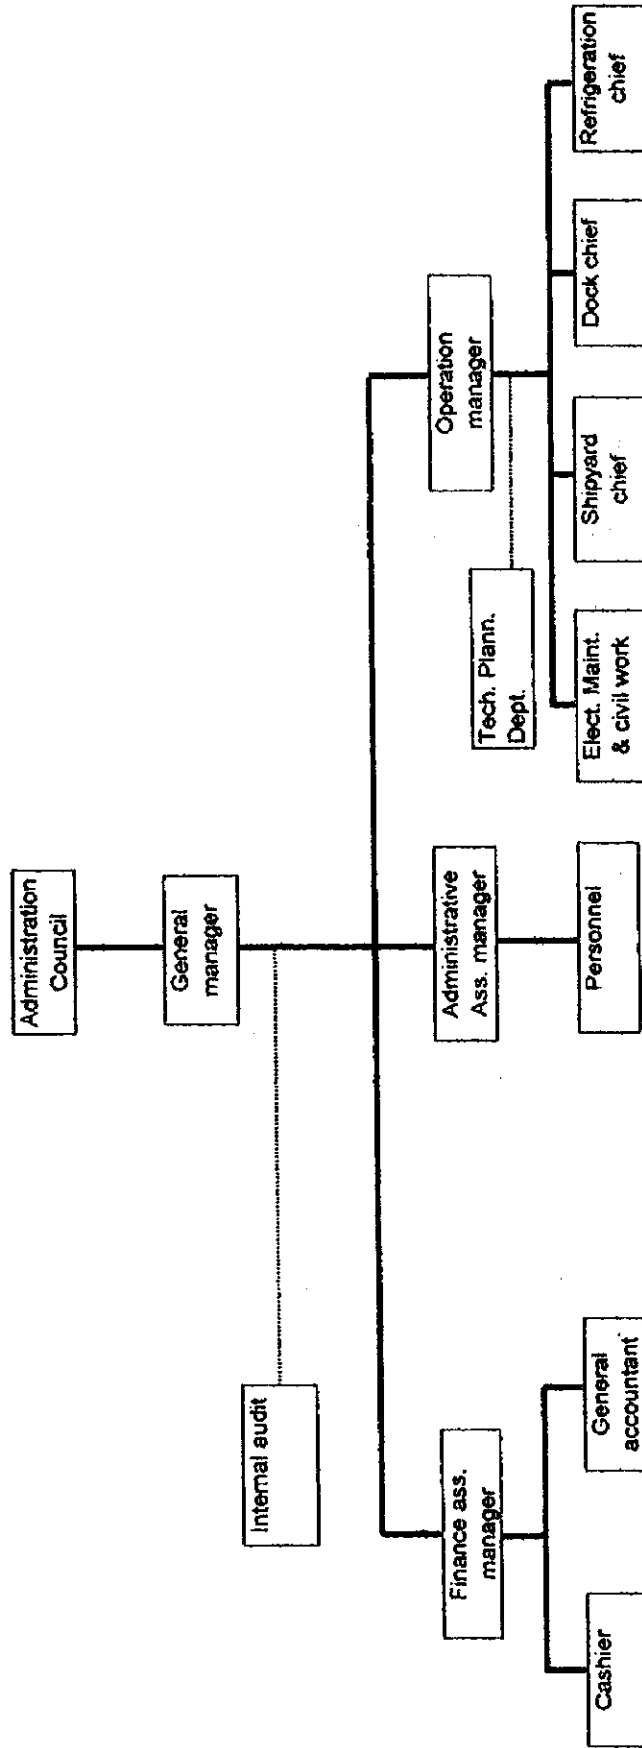 Administration
Council
General
manager
Internal audit
Finance ass.
manager
Administrative
Ass. manager
Operation
manager
Tech. Plann.
Dept.
Cashier
General
accountant
Personnel
Elect. Maint.
& civil work
Shipyard
chief
Dock chief
Refrigeration
chief